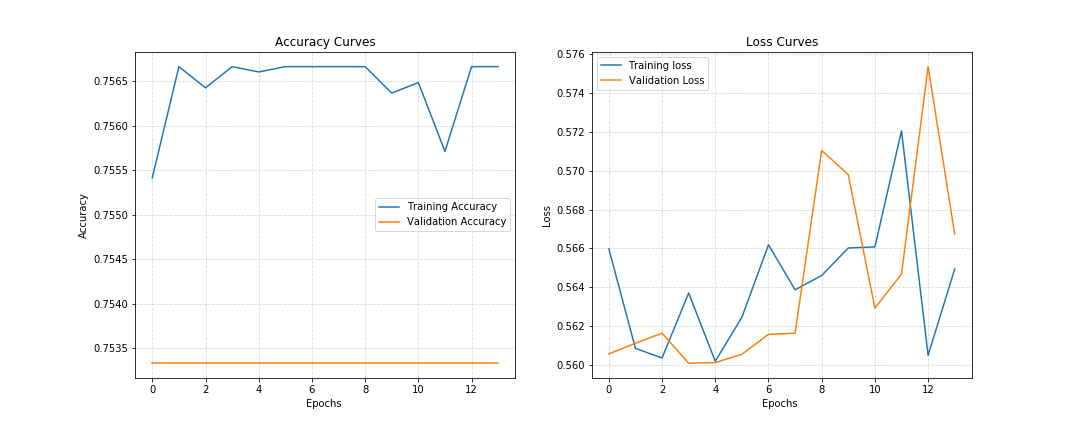 Accuracy Curves
0.7565
0.7560
0.7555
0.7550
0.7545
0.7540
0.7535
Accuracy
Training Accuracy
Validation Accuracy
0 2 4 6 8 10 12
Epochs
Loss Curves
0.576
0.574
0.572
0.570
0.568
0.566
0.564
0.562
0.560
Loss
Training loss
Validation Loss
0 2 4 6 8 10 12
Epochs